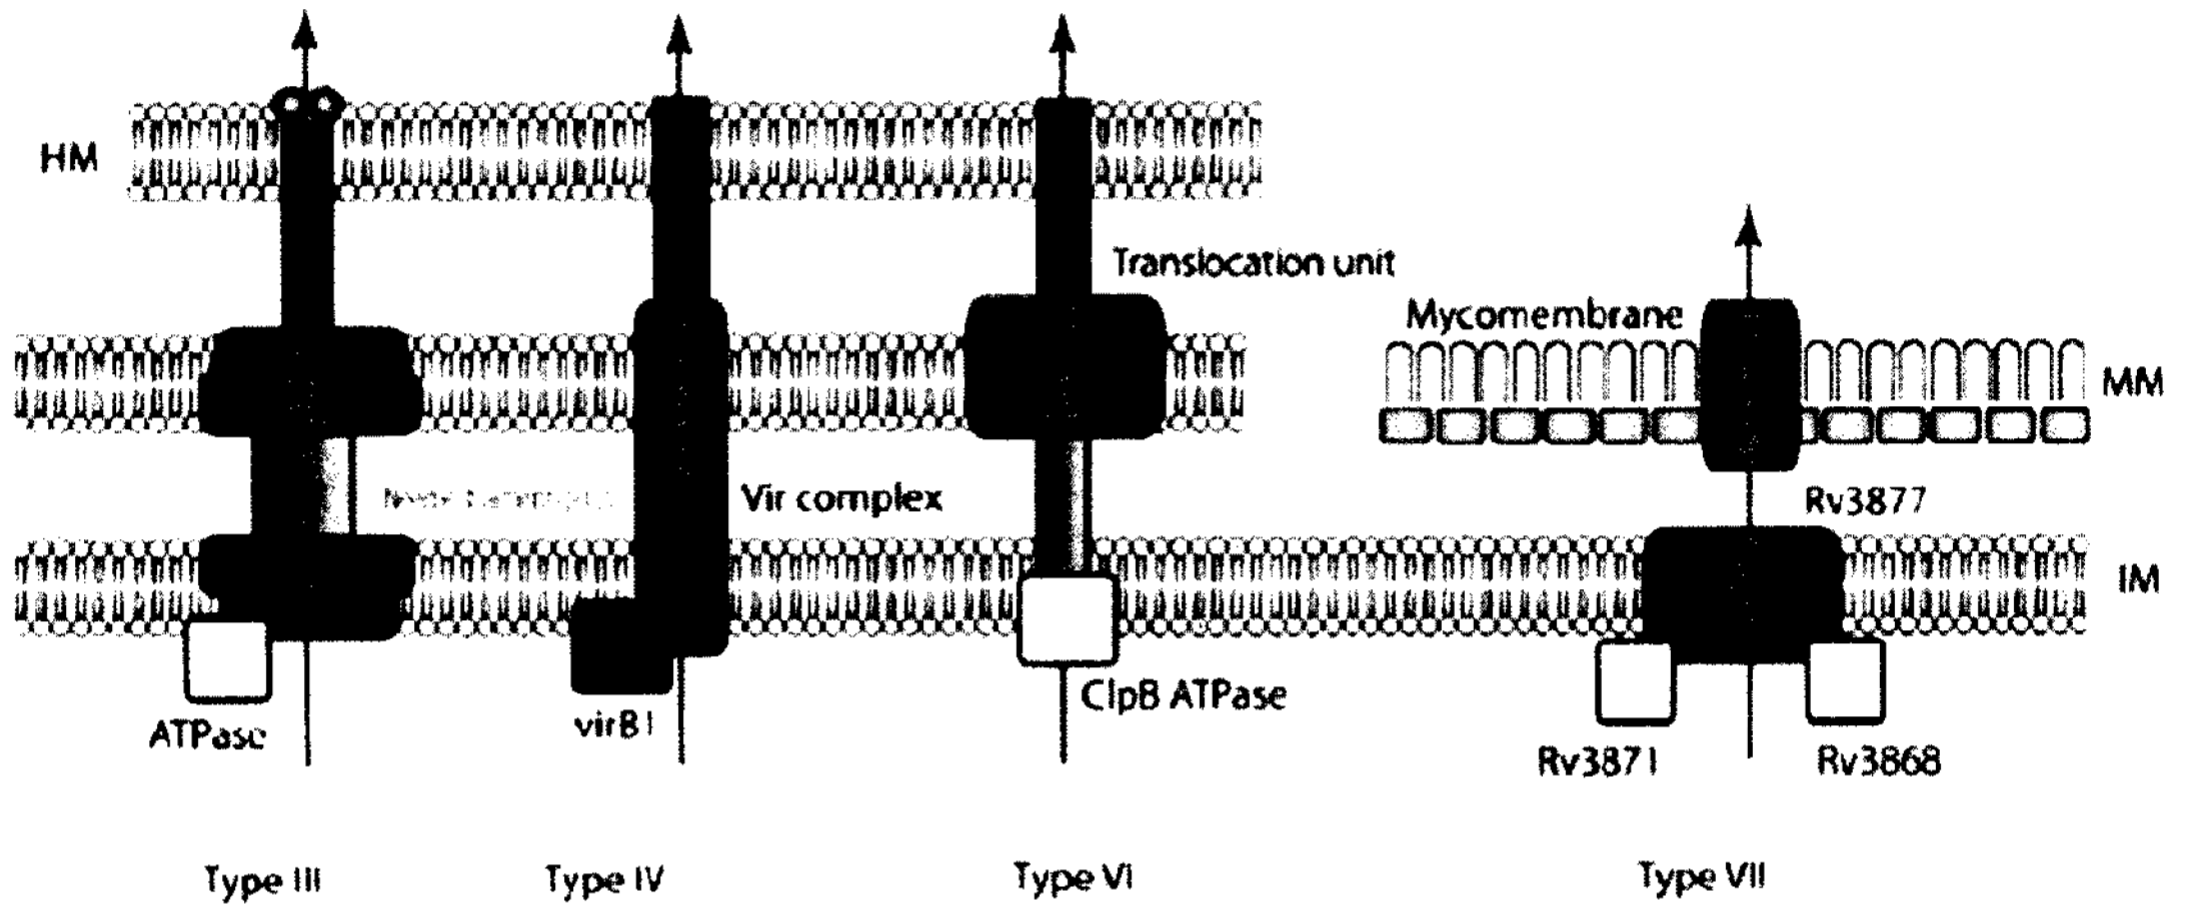 HM
Translocation unit
Mycomembrane
MM
Vir complex
Rv3877
IM
ATPase
virB1
ClpB ATPase
Rv3871
Rv3868
Type III
Type IV
Type VI
Type VII